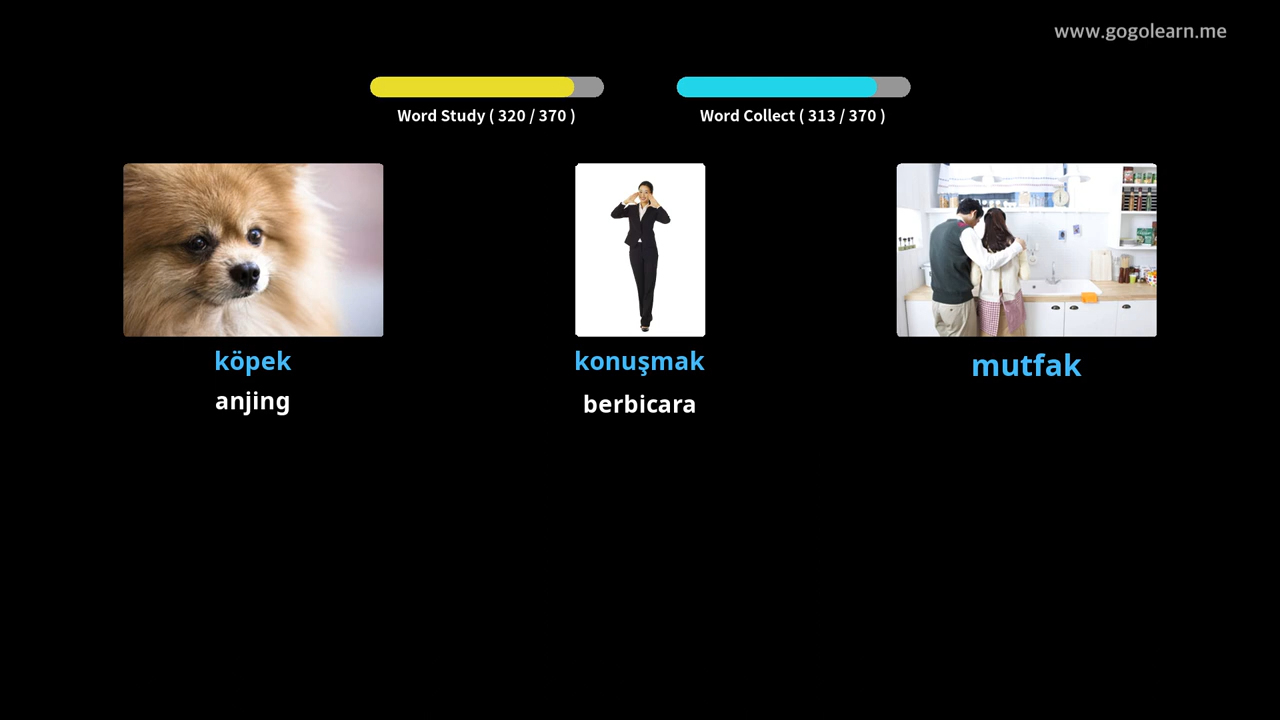 www.gogolearn.me
Word Study ( 320 / 370 )
Word Collect ( 313 / 370 )
köpek
konuşmak
mutfak
anjing
berbicara